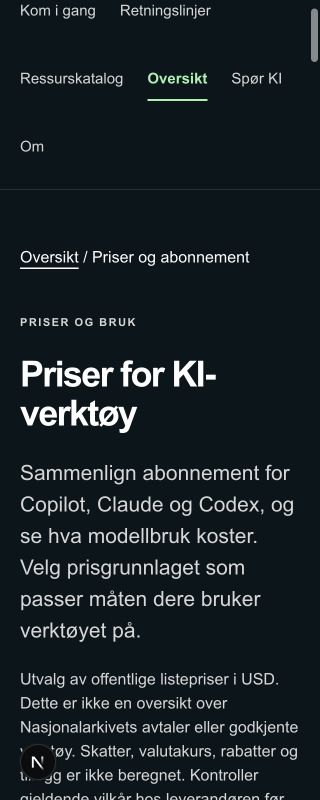 Kom i gang Retningslinjer
Ressurskatalog Oversikt Spør KI
Om
Oversikt / Priser og abonnement
PRISER OG BRUK
Priser for KI-
verktøy
Sammenlign abonnement for
Copilot, Claude og Codex, og
se hva modellbruk koster.
Velg prisgrunnlaget som
passer måten dere bruker
verktøyet på.
Utvalg av offentlige listepriser i USD.
Dette er ikke en oversikt over
Nasjonalarkivets avtaler eller godkjente
verktøy. Skatter, valutakurs, rabatter og
tillegg er ikke beregnet. Kontroller
gjeldende vilkår hos leverandøren før
N